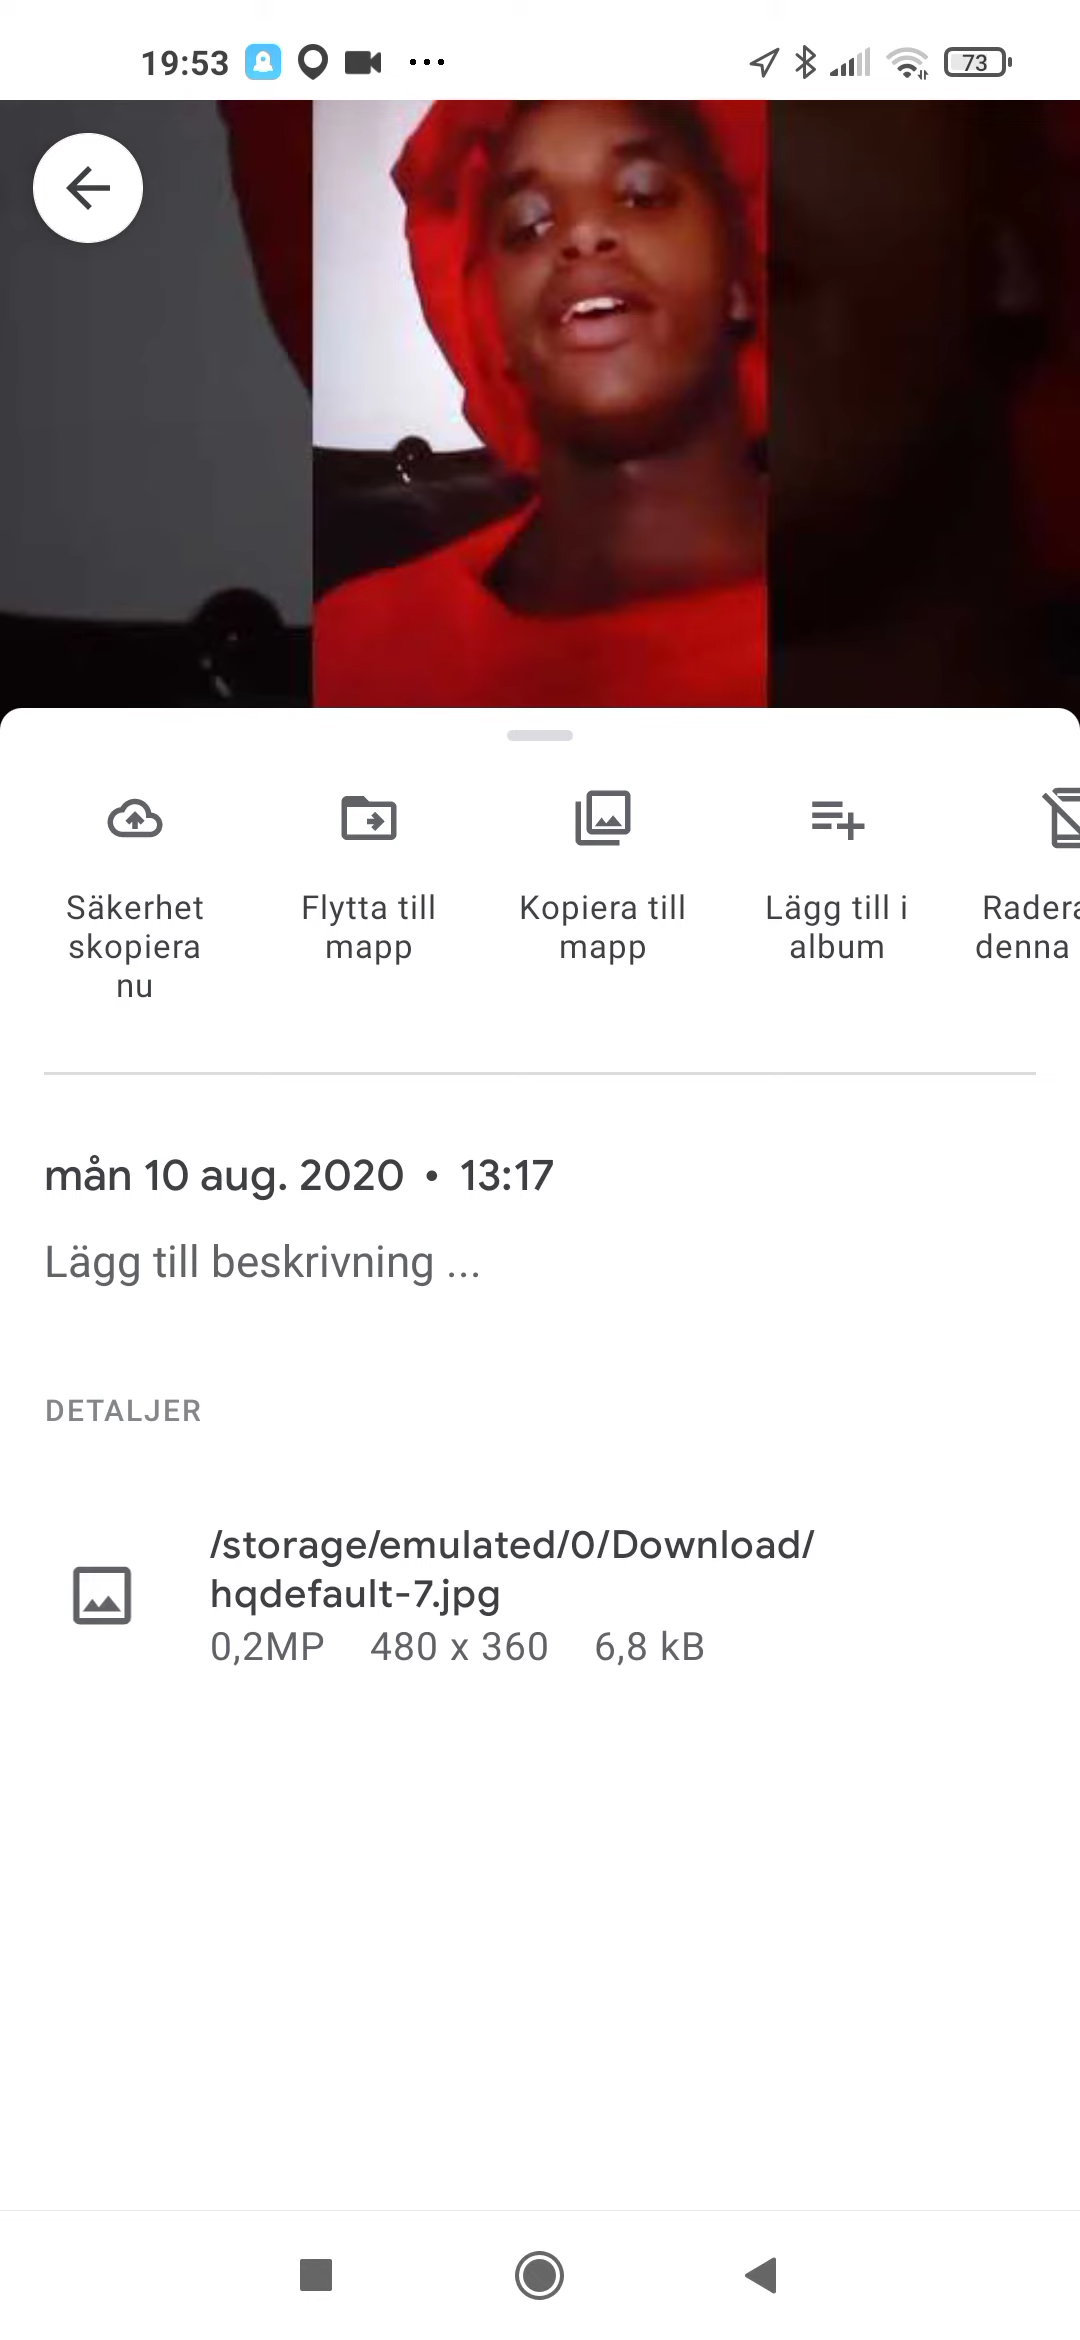 19:53
73
Säkerhet
skopiera
nu
Flytta till
mapp
Kopiera till
mapp
Lägg till i
album
Radera
denna
mån 10 aug. 2020 • 13:17
Lägg till beskrivning ...
DETALJER
/storage/emulated/0/Download/
hqdefault-7.jpg
0,2MP 480 x 360 6,8 kB